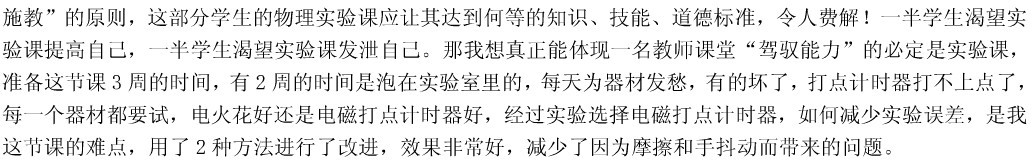 施教”的原则，这部分学生的物理实验课应让其达到何等的知识、技能、道德标准，令人费解！一半学生渴望实
验课提高自己，一半学生渴望实验课发泄自己。那我想真正能体现一名教师课堂“驾驭能力”的必定是实验课，
准备这节课 3 周的时间，有 2 周的时间是泡在实验室里的，每天为器材发愁，有的坏了，打点计时器打不上点了，
每一个器材都要试，电火花好还是电磁打点计时器好，经过实验选择电磁打点计时器，如何减少实验误差，是我
这节课的难点，用了 2 种方法进行了改进，效果非常好，减少了因为摩擦和手抖动而带来的问题。